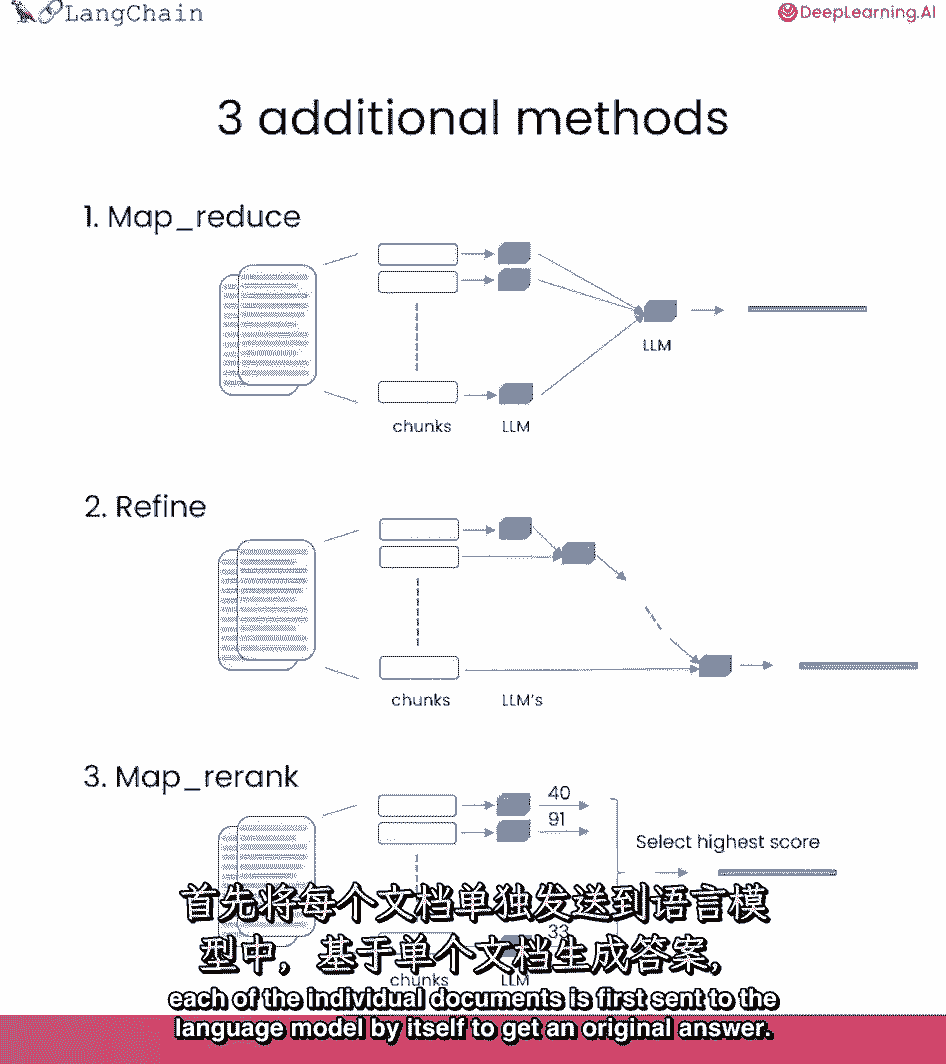 LangChain
DeepLearning.AI
3 additional methods
1. Map_reduce
LLM
chunks
LLM
2. Refine
chunks
LLM's
3. Map_rerank
40
91
Select highest score
33
chunks
LLM
首先将每个文档单独发送到语言模
型中，基于单个文档生成答案，
each of the individual documents is first sent to the
language model by itself to get an original answer.